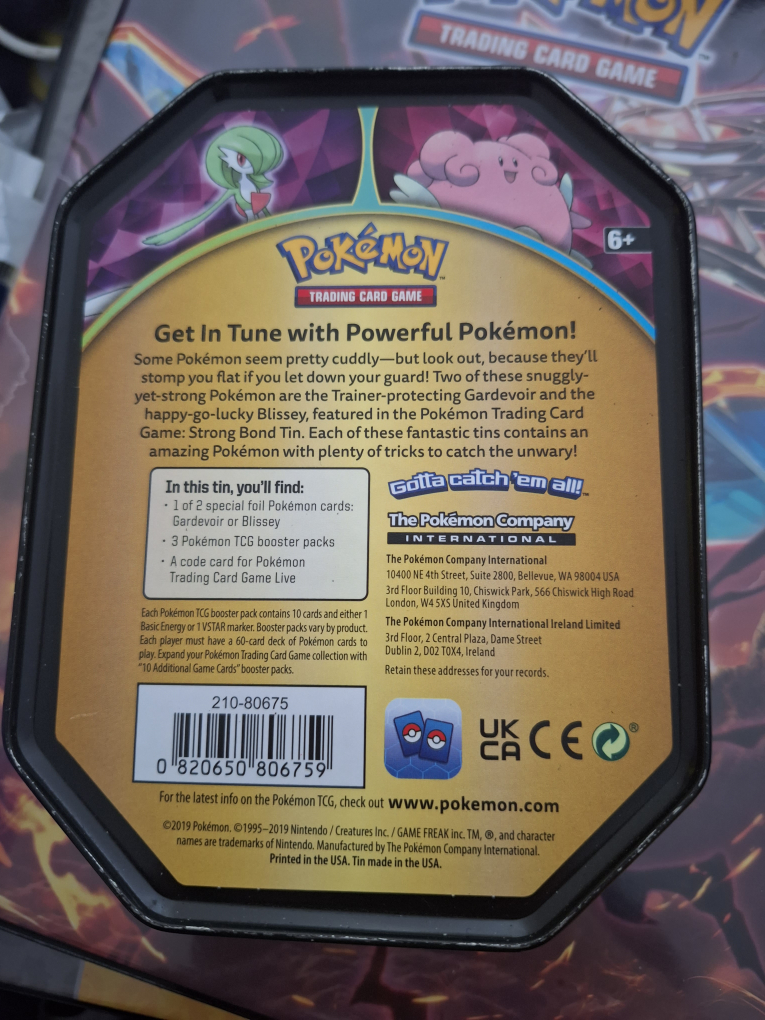 POKÉMON
TRADING CARD GAME
6+
POKÉMON™
TRADING CARD GAME
Get In Tune with Powerful Pokémon!
Some Pokémon seem pretty cuddly—but look out, because they'll
stomp you flat if you let down your guard! Two of these snuggly-
yet-strong Pokémon are the Trainer-protecting Gardevoir and the
happy-go-lucky Blissey, featured in the Pokémon Trading Card
Game: Strong Bond Tin. Each of these fantastic tins contains an
amazing Pokémon with plenty of tricks to catch the unwary!
In this tin, you'll find:
• 1 of 2 special foil Pokémon cards:
Gardevoir or Blissey
• 3 Pokémon TCG booster packs
• A code card for Pokémon
Trading Card Game Live
Each Pokémon TCG booster pack contains 10 cards and either 1
Basic Energy or 1 VSTAR marker. Booster packs vary by product.
Each player must have a 60-card deck of Pokémon cards to
play. Expand your Pokémon Trading Card Game collection with
"10 Additional Game Cards" booster packs.
Gotta catch 'em all!™
The Pokémon Company
INTERNATIONAL
The Pokémon Company International
10400 NE 4th Street, Suite 2800, Bellevue, WA 98004 USA
3rd Floor Building 10, Chiswick Park, 566 Chiswick High Road
London, W4 5XS United Kingdom
The Pokémon Company International Ireland Limited
3rd Floor, 2 Central Plaza, Dame Street
Dublin 2, D02 T0X4, Ireland
Retain these addresses for your records.
210-80675
0 820650 806759
UK
CA CE ®
For the latest info on the Pokémon TCG, check out www.pokemon.com
©2019 Pokémon. ©1995–2019 Nintendo / Creatures Inc. / GAME FREAK inc. TM, ®, and character
names are trademarks of Nintendo. Manufactured by The Pokémon Company International.
Printed in the USA. Tin made in the USA.